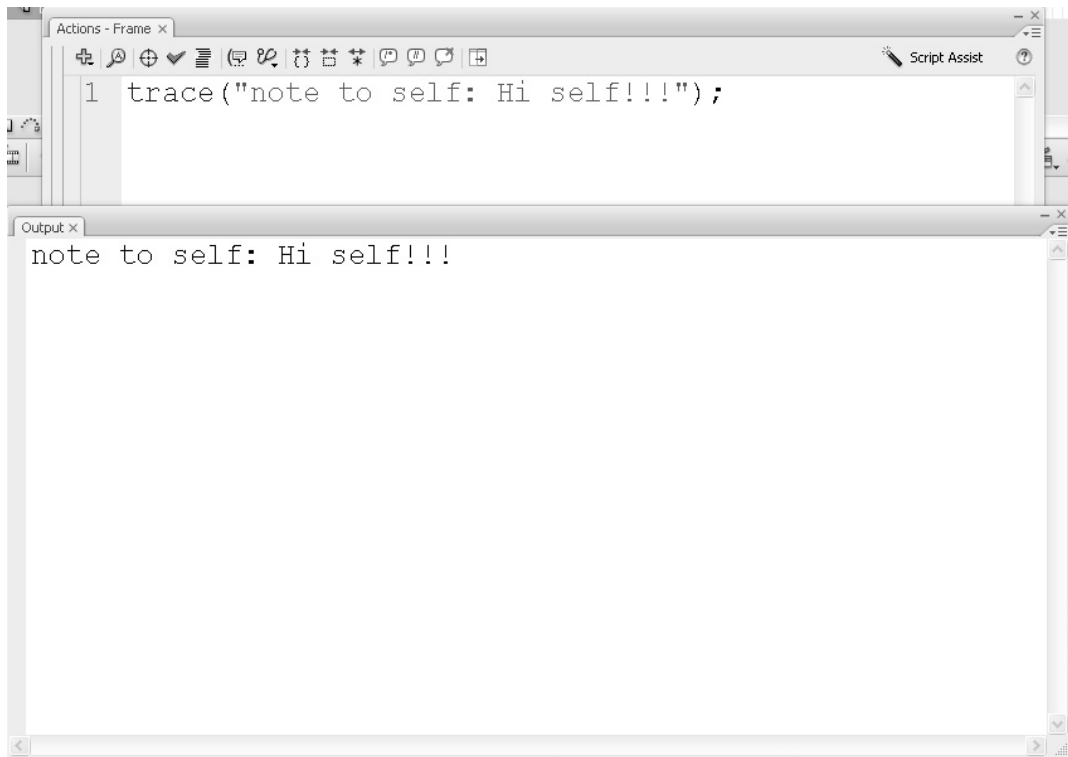 Actions - Frame ×
Script Assist
1 trace("note to self: Hi self!!!");
Output ×
note to self: Hi self!!!